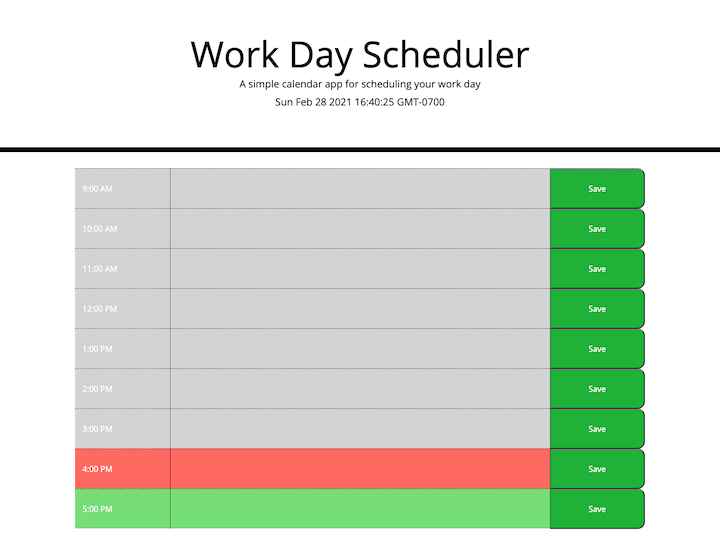 Work Day Scheduler
A simple calendar app for scheduling your work day
Sun Feb 28 2021 16:40:25 GMT-0700
9:00 AM Save
10:00 AM Save
11:00 AM Save
12:00 PM Save
1:00 PM Save
2:00 PM Save
3:00 PM Save
4:00 PM Save
5:00 PM Save